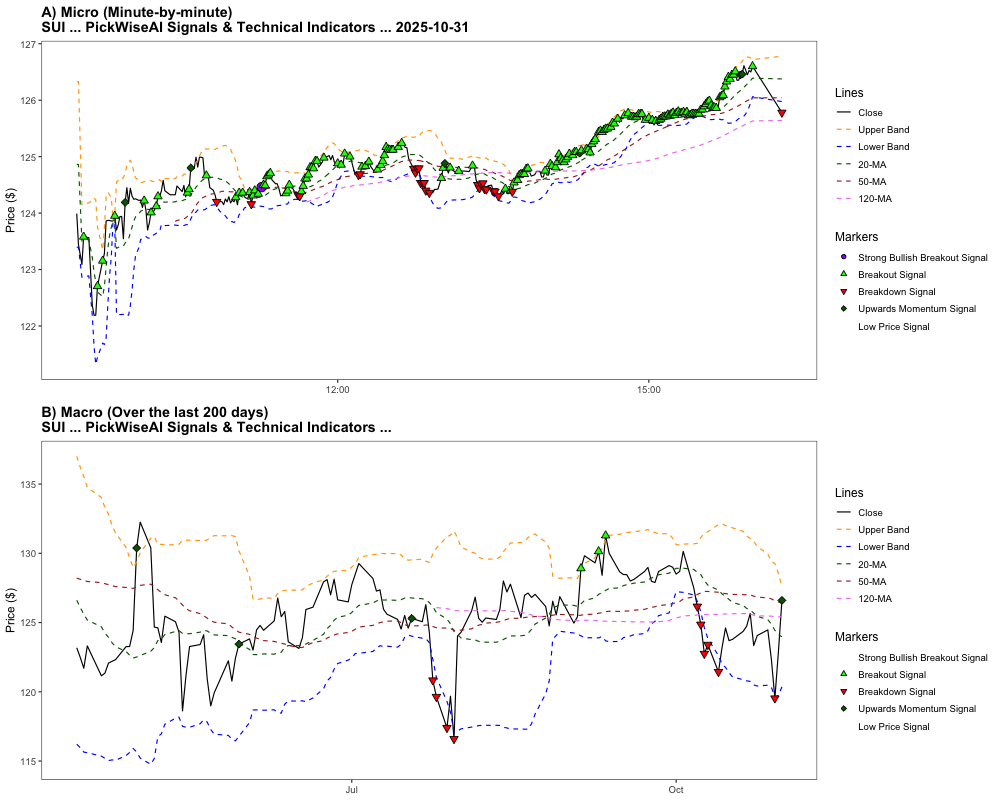 A) Micro (Minute-by-minute)
SUI ... PickWiseAI Signals & Technical Indicators ... 2025-10-31
127
126
125
124
123
122
Price ($)
12:00
15:00
Lines
Close
Upper Band
Lower Band
20-MA
50-MA
120-MA
Markers
Strong Bullish Breakout Signal
Breakout Signal
Breakdown Signal
Upwards Momentum Signal
Low Price Signal
B) Macro (Over the last 200 days)
SUI ... PickWiseAI Signals & Technical Indicators ...
135
130
125
120
115
Price ($)
Jul
Oct
Lines
Close
Upper Band
Lower Band
20-MA
50-MA
120-MA
Markers
Strong Bullish Breakout Signal
Breakout Signal
Breakdown Signal
Upwards Momentum Signal
Low Price Signal